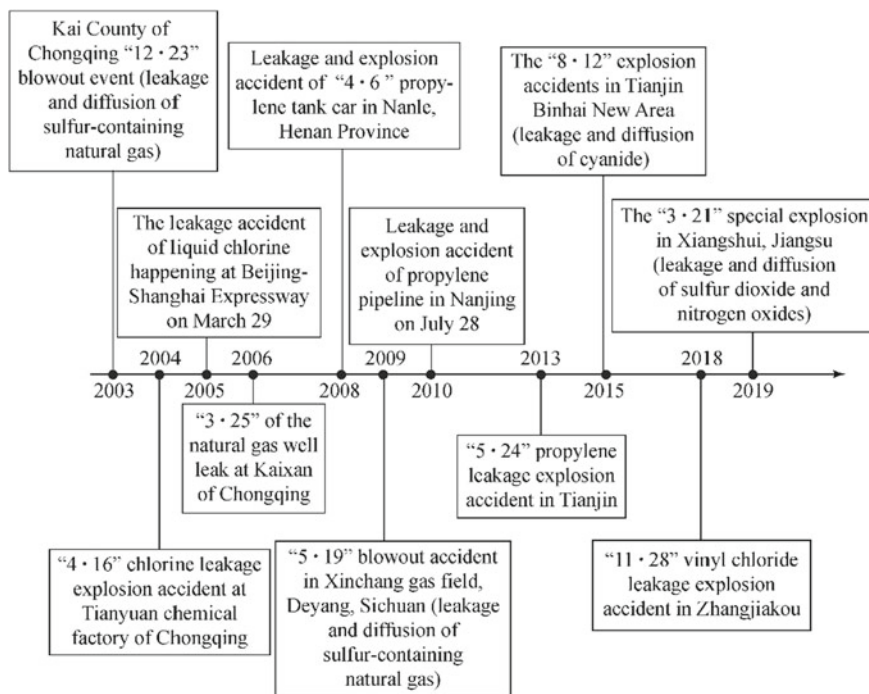 Kai County of
Chongqing “12 · 23”
blowout event (leakage
and diffusion of
sulfur-containing
natural gas)
Leakage and explosion
accident of “4 · 6” propy-
lene tank car in Nanle,
Henan Province
The “8 · 12” explosion
accidents in Tianjin
Binhai New Area
(leakage and diffusion
of cyanide)
The leakage accident
of liquid chlorine
happening at Beijing-
Shanghai Expressway
on March 29
Leakage and
explosion accident
of propylene
pipeline in Nanjing
on July 28
The “3 · 21” special explosion
in Xiangshui, Jiangsu
(leakage and diffusion
of sulfur dioxide and
nitrogen oxides)
2004 2006 2009 2013 2018
2003 2005 2008 2010 2015 2019
“3 · 25” of the
natural gas well
leak at Kaixan
of Chongqing
“5 · 24” propylene
leakage explosion
accident in Tianjin
“4 · 16” chlorine leakage
explosion accident at
Tianyuan chemical
factory of Chongqing
“5 · 19” blowout accident
in Xinchang gas field,
Deyang, Sichuan (leakage
and diffusion of
sulfur-containing
natural gas)
“11 · 28” vinyl chloride
leakage explosion
accident in Zhangjiakou